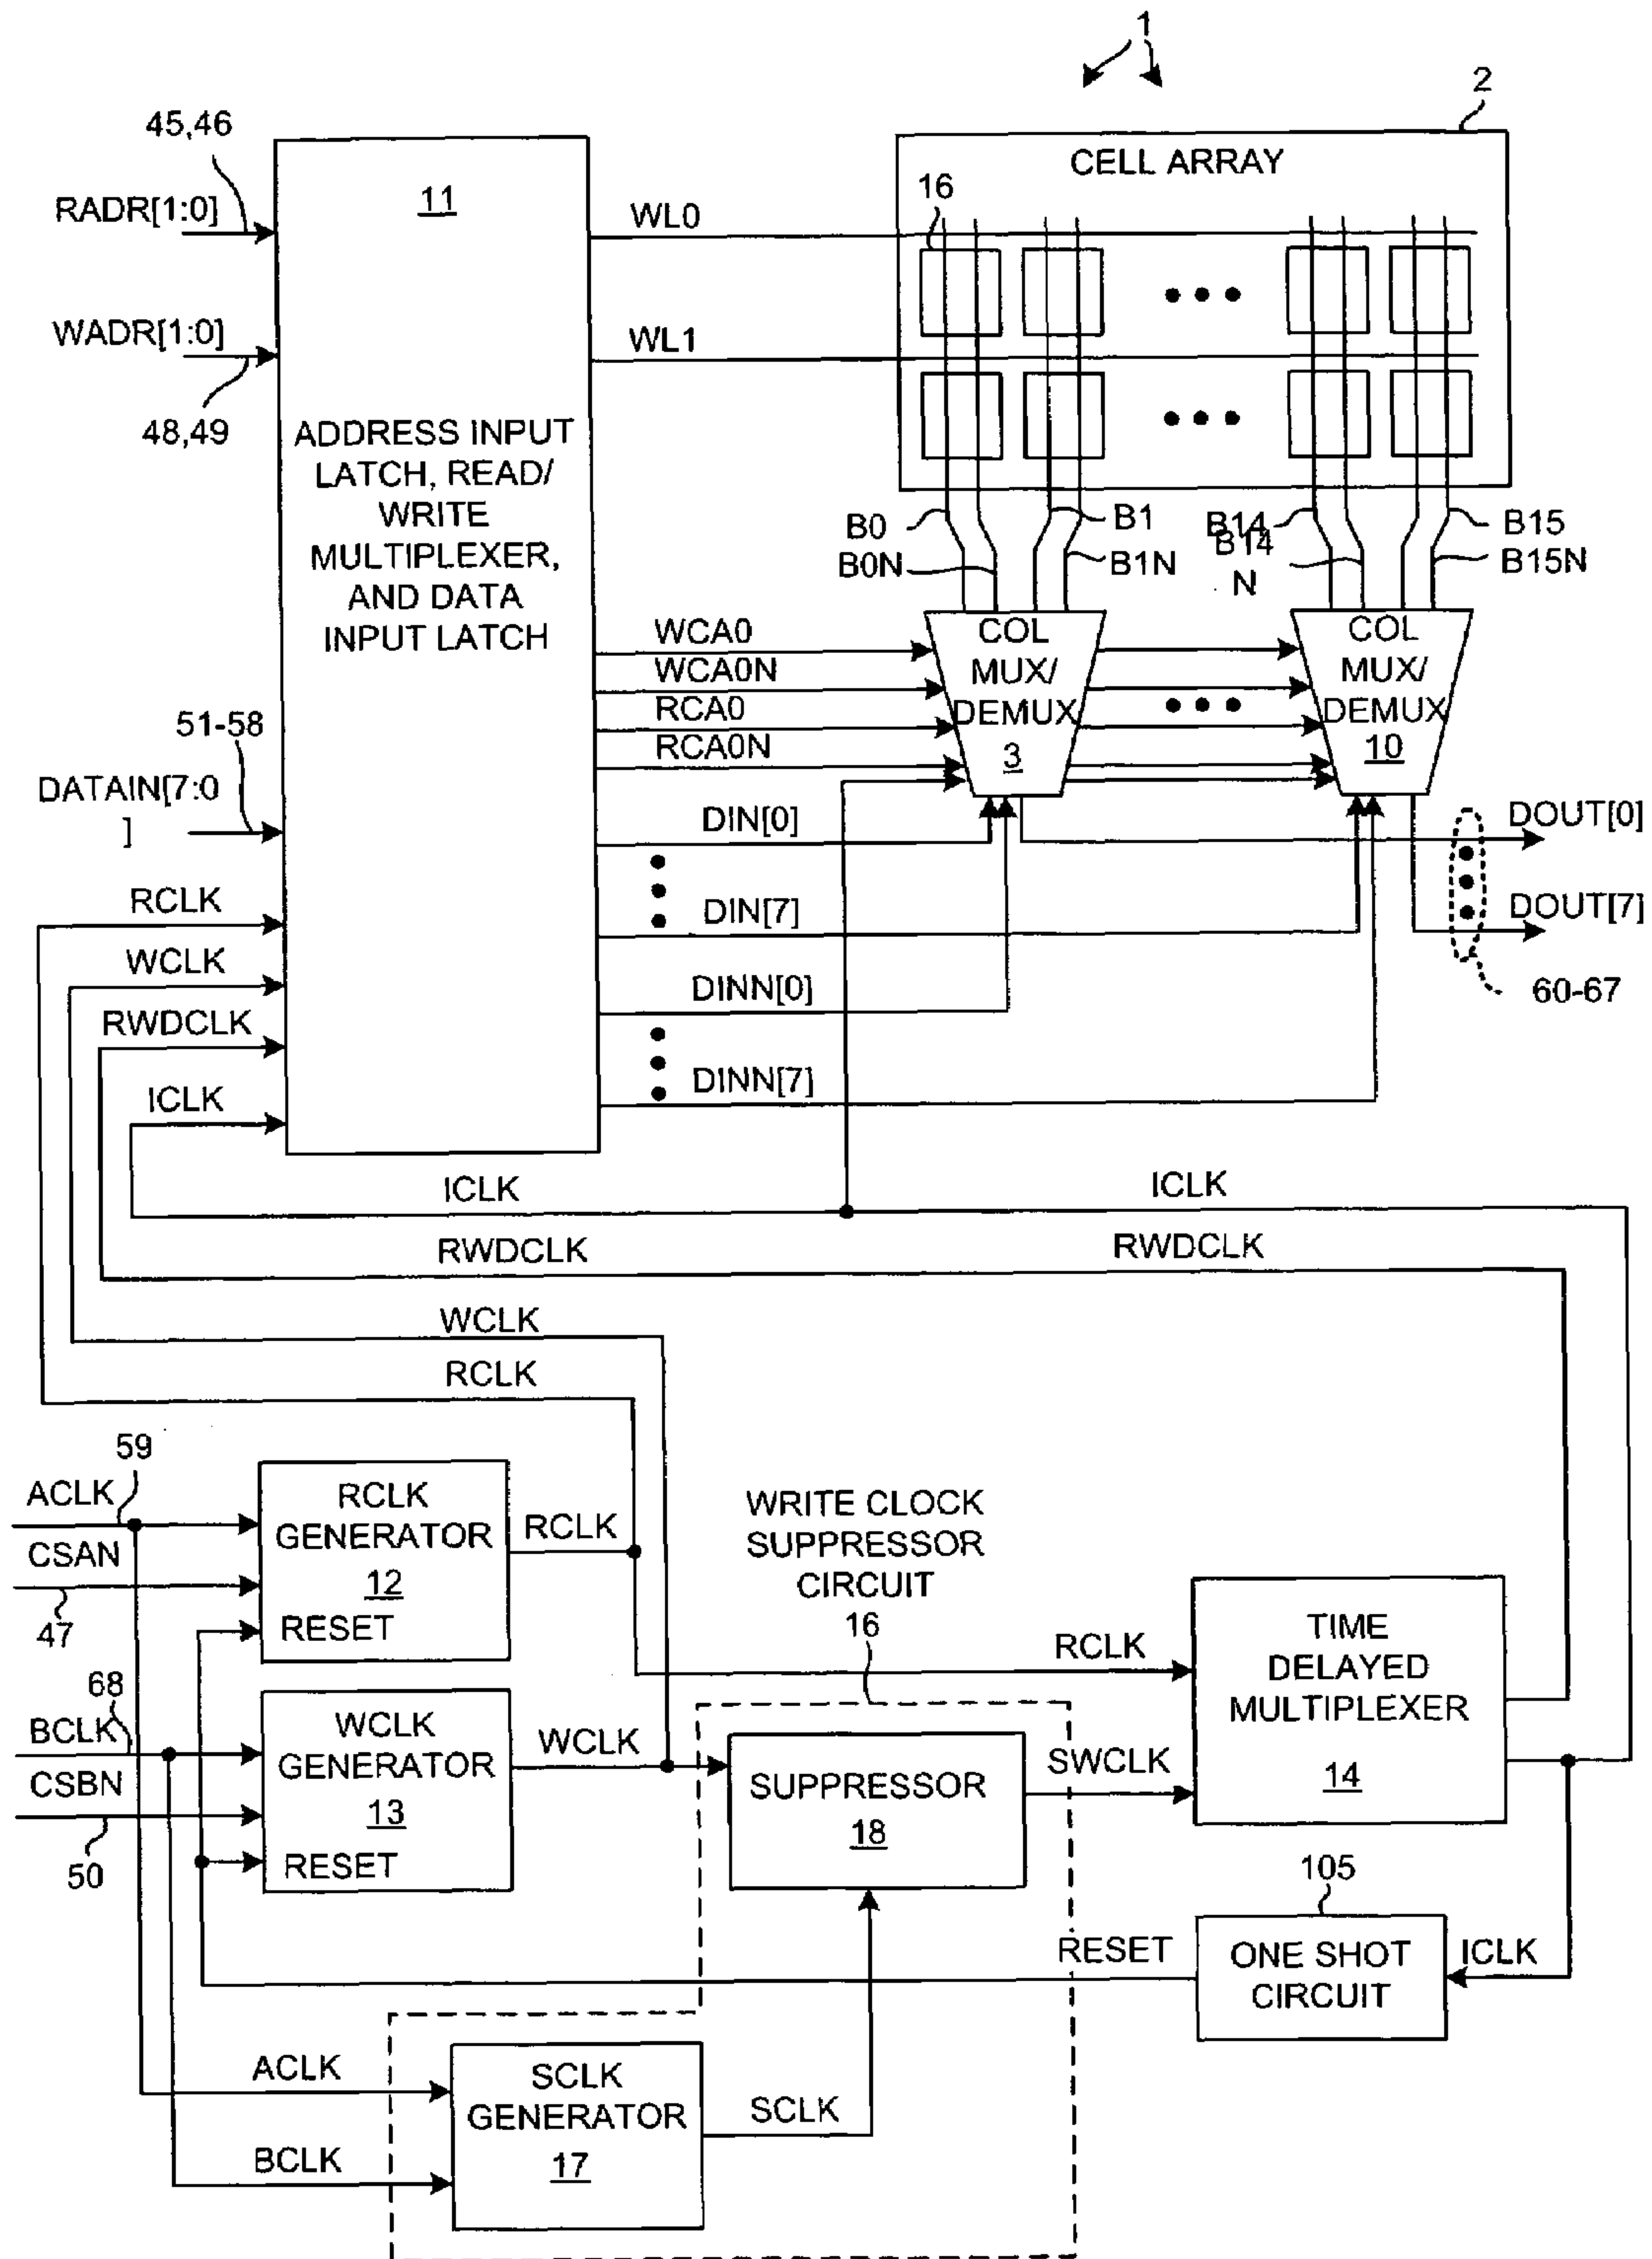 1
2
CELL ARRAY
16
45,46
RADR[1:0]
11
WL0
WADR[1:0]
WL1
48,49
ADDRESS INPUT
LATCH, READ/
WRITE
MULTIPLEXER,
AND DATA
INPUT LATCH
B0
B0N
B1
B1N
B14
B14
N
B15
B15N
WCA0
WCA0N
RCA0
RCA0N
COL
MUX/
DEMUX
3
COL
MUX/
DEMUX
10
51-58
DATAIN[7:0
]
DIN[0]
DOUT[0]
RCLK
DIN[7]
DOUT[7]
WCLK
DINN[0]
60-67
RWDCLK
DINN[7]
ICLK
ICLK
ICLK
RWDCLK
RWDCLK
WCLK
RCLK
59
ACLK
CSAN
47
RCLK
GENERATOR
12
RESET
RCLK
WRITE CLOCK
SUPPRESSOR
CIRCUIT
16
RCLK
TIME
DELAYED
MULTIPLEXER
14
68
BCLK
CSBN
50
WCLK
GENERATOR
13
RESET
WCLK
SUPPRESSOR
18
SWCLK
105
RESET
ONE SHOT
CIRCUIT
ICLK
ACLK
SCLK
GENERATOR
17
SCLK
BCLK